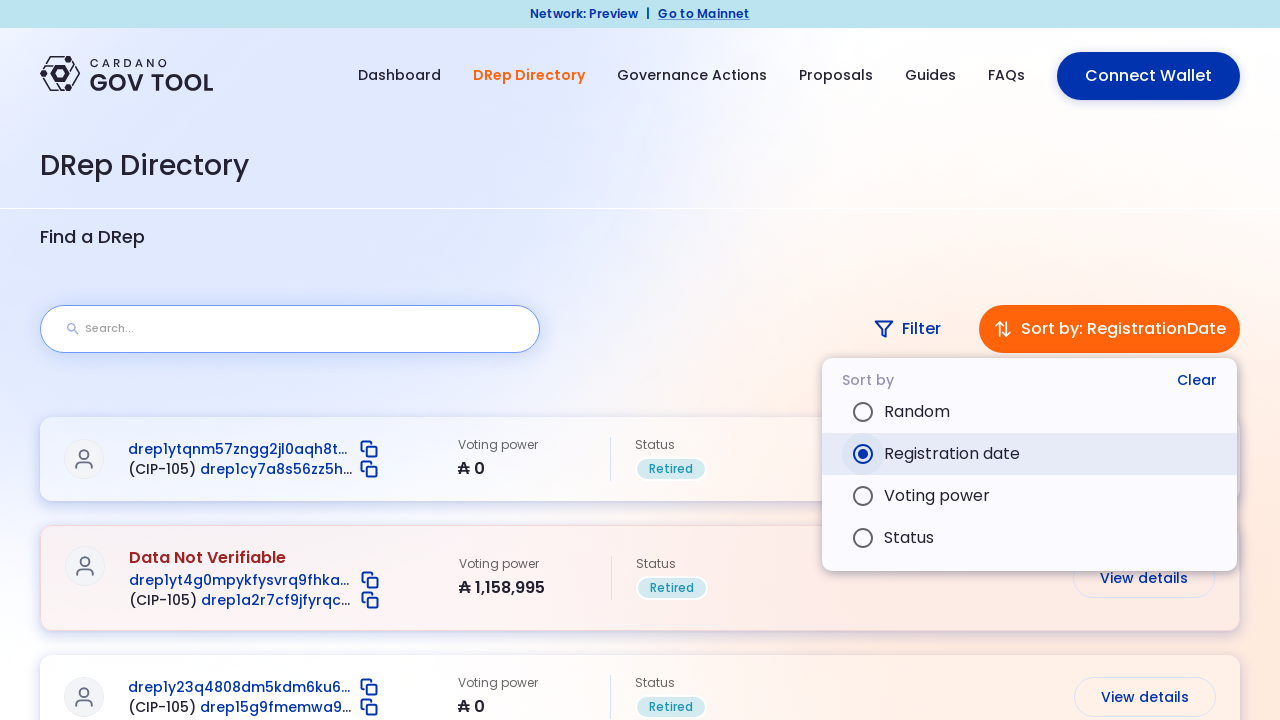 Network: Preview | Go to Mainnet
CARDANO
GOV TOOL
Dashboard
DRep Directory
Governance Actions
Proposals
Guides
FAQs
Connect Wallet
DRep Directory
Find a DRep
Search...
Filter
Sort by: RegistrationDate
Sort by
Clear
Random
Registration date
Voting power
Status
drep1ytqnm57zngg2jl0aqh8t...
(CIP-105) drep1cy7a8s56zz5h...
Voting power
₳ 0
Status
Retired
Data Not Verifiable
drep1yt4g0mpykfysvrq9fhka...
(CIP-105) drep1a2r7cf9jfyrqc...
Voting power
₳ 1,158,995
Status
Retired
View details
drep1y23q4808dm5kdm6ku6...
(CIP-105) drep15g9fmemwa9...
Voting power
₳ 0
Status
Retired
View details